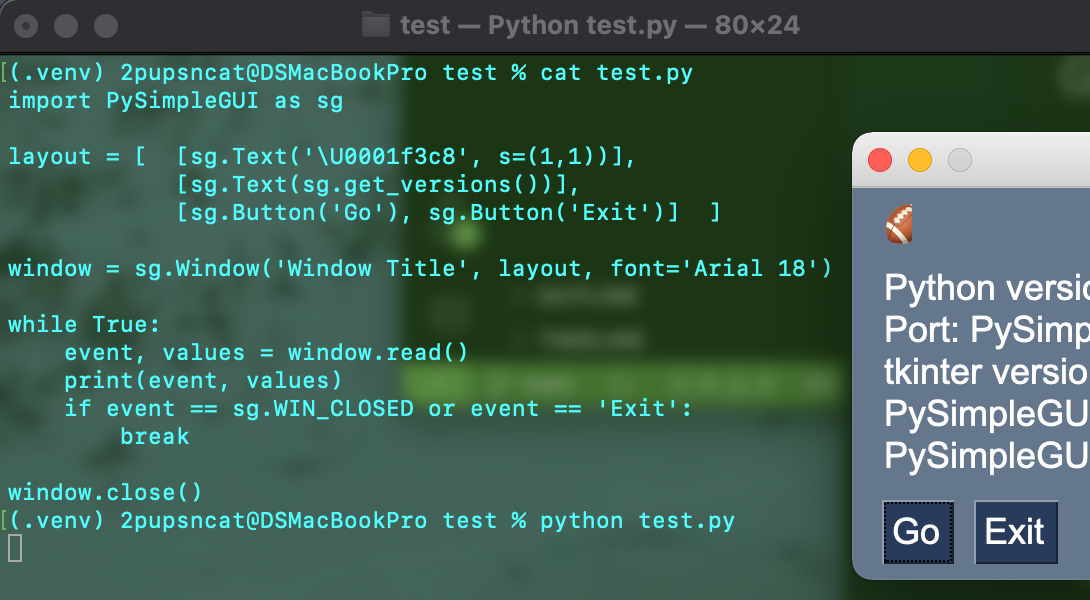 test — Python test.py — 80×24
[(.venv) 2pupsncat@DSMacBookPro test % cat test.py
import PySimpleGUI as sg
layout = [  [sg.Text('\U0001f3c8', s=(1,1))],
            [sg.Text(sg.get_versions())],
            [sg.Button('Go'), sg.Button('Exit')]  ]
window = sg.Window('Window Title', layout, font='Arial 18')
while True:
    event, values = window.read()
    print(event, values)
    if event == sg.WIN_CLOSED or event == 'Exit':
        break
window.close()
[(.venv) 2pupsncat@DSMacBookPro test % python test.py
🏈
Python versio
Port: PySimp
tkinter versio
PySimpleGU
PySimpleGU
Go Exit